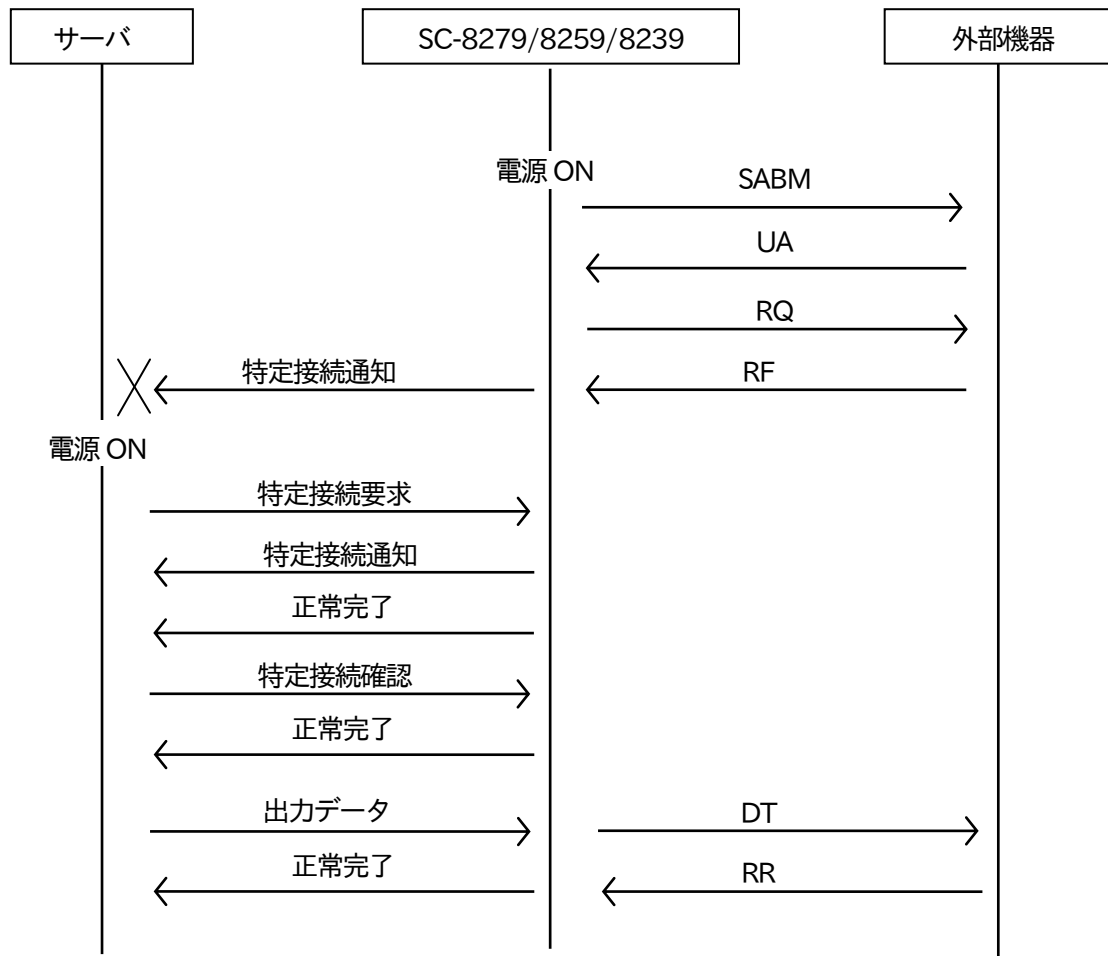 サーバ
SC-8279/8259/8239
外部機器
電源 ON
SABM
UA
RQ
特定接続通知
RF
電源 ON
特定接続要求
特定接続通知
正常完了
特定接続確認
正常完了
出力データ
DT
正常完了
RR